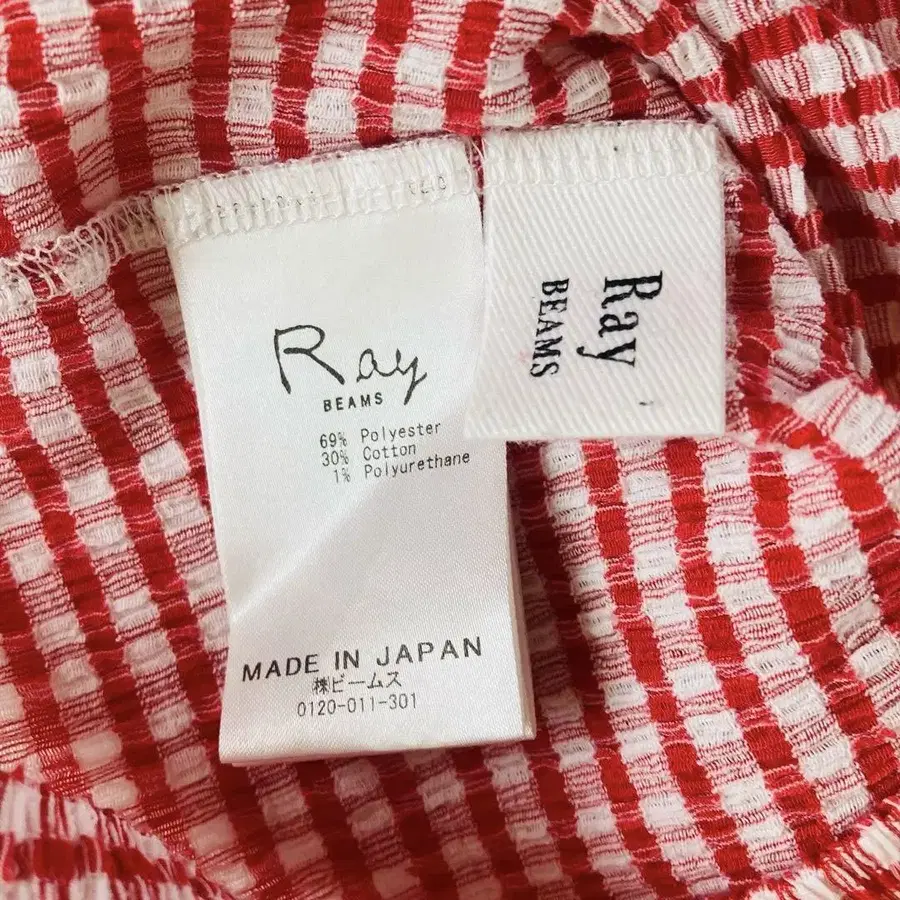 Ray
BEAMS
69% Polyester
30% Cotton
1% Polyurethane
MADE IN JAPAN
㈱ビームス
0120-011-301
Ray
BEAMS